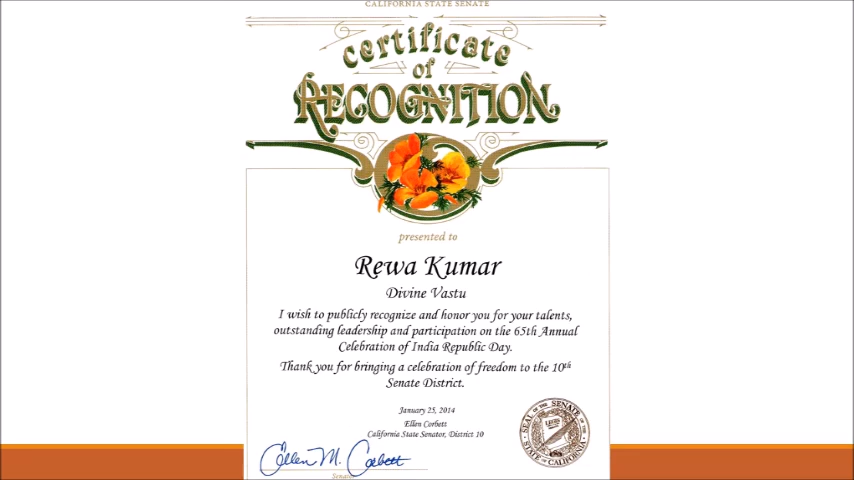 CALIFORNIA STATE SENATE
certificate
of
RECOGNITION
presented to
Rewa Kumar
Divine Vastu
I wish to publicly recognize and honor you for your talents,
outstanding leadership and participation on the 65th Annual
Celebration of India Republic Day.
Thank you for bringing a celebration of freedom to the 10th
Senate District.
January 25, 2014
Ellen Corbett
California State Senator, District 10
Ellen M. Corbett
SEAL OF THE SENATE OF THE STATE OF CALIFORNIA
LEGIS